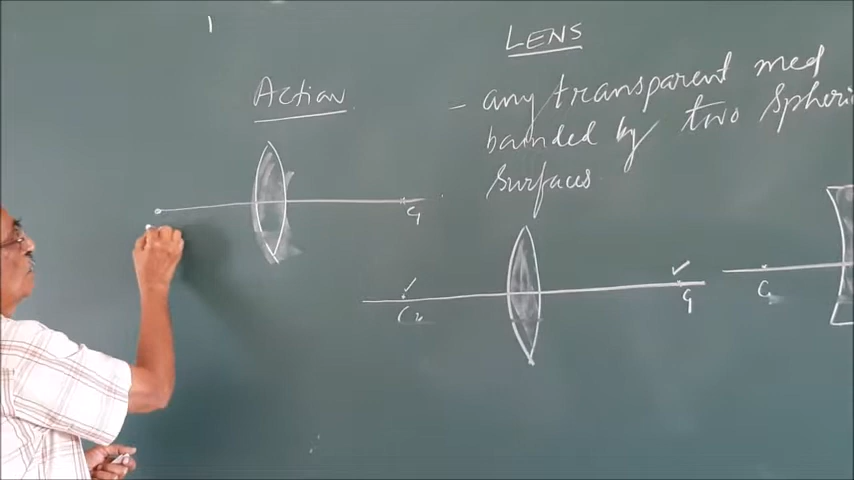 LENS
Action
- any transparent med
bounded by two spheri
surfaces
C₁
C₂
C₁
C₁